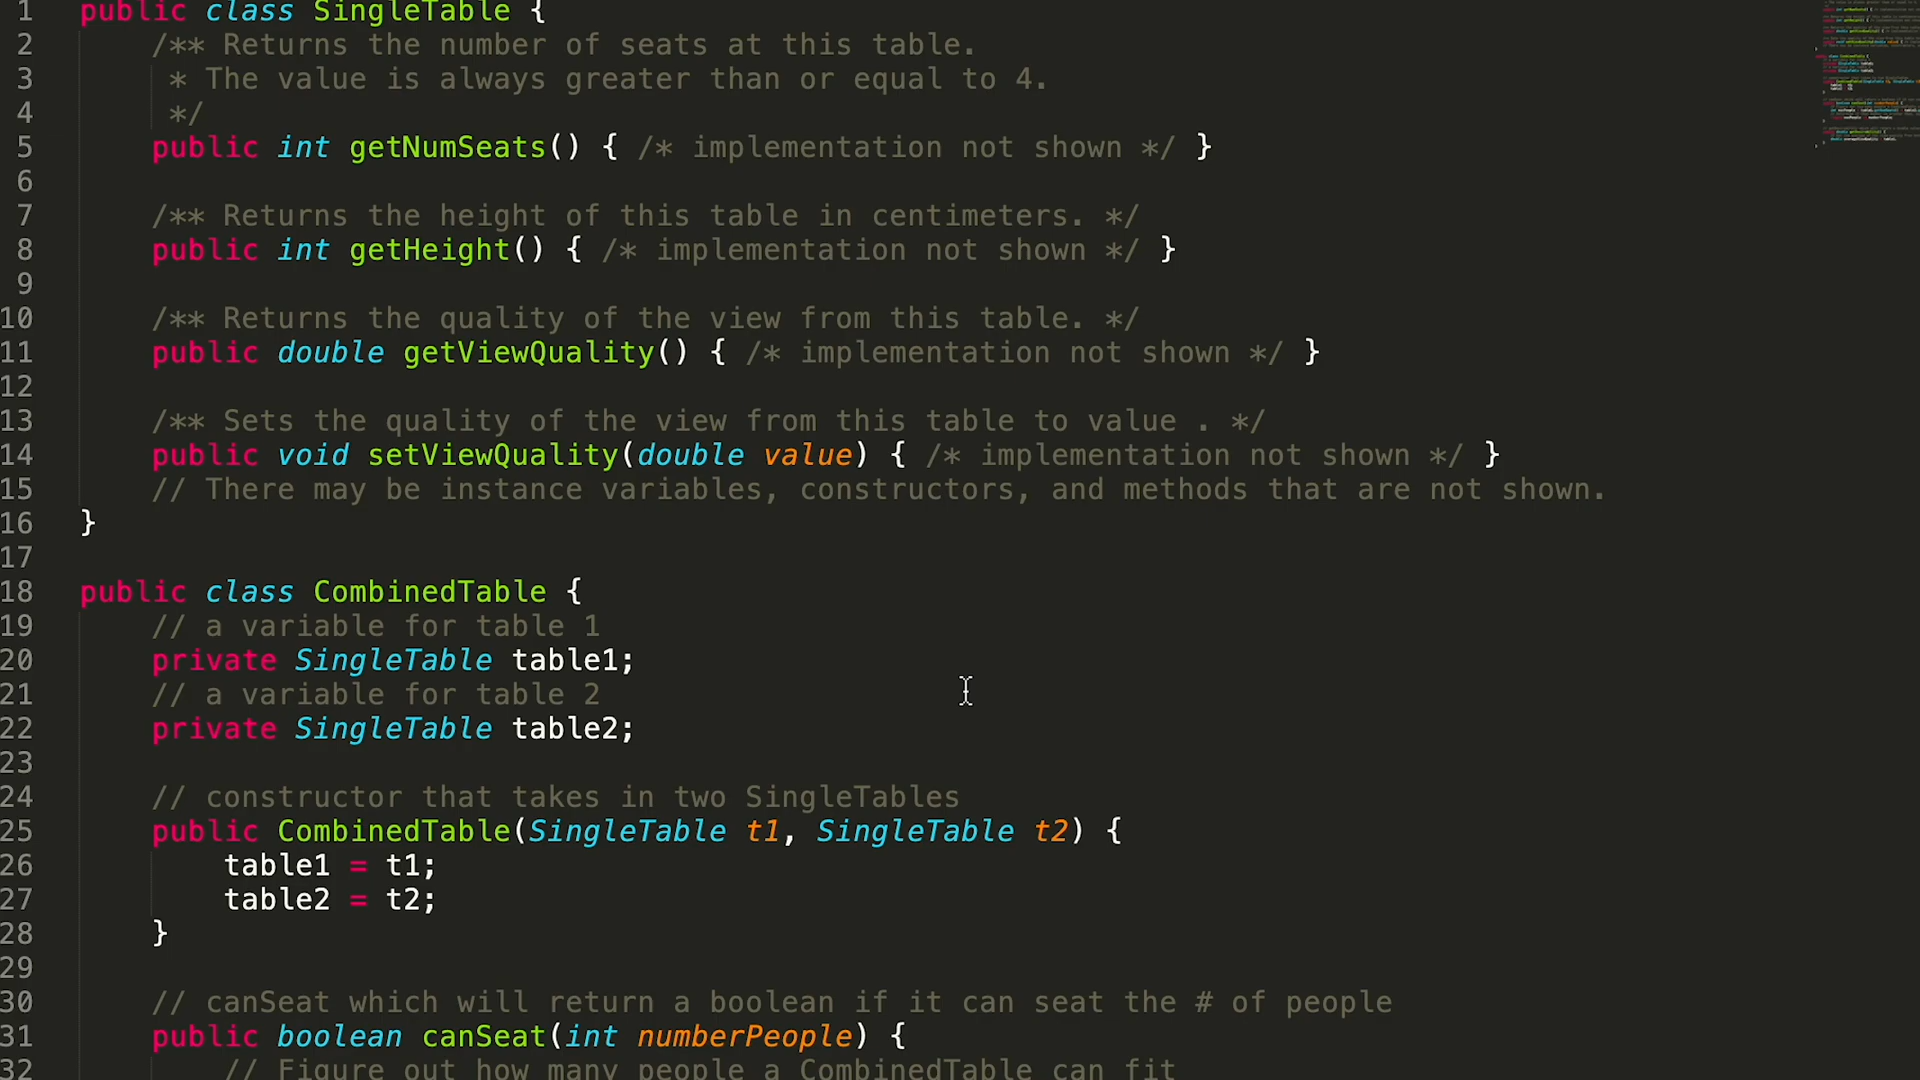 1 public class SingleTable {
2 /** Returns the number of seats at this table.
3 * The value is always greater than or equal to 4.
4 */
5 public int getNumSeats() { /* implementation not shown */ }
6
7 /** Returns the height of this table in centimeters. */
8 public int getHeight() { /* implementation not shown */ }
9
10 /** Returns the quality of the view from this table. */
11 public double getViewQuality() { /* implementation not shown */ }
12
13 /** Sets the quality of the view from this table to value . */
14 public void setViewQuality(double value) { /* implementation not shown */ }
15 // There may be instance variables, constructors, and methods that are not shown.
16 }
17
18 public class CombinedTable {
19 // a variable for table 1
20 private SingleTable table1;
21 // a variable for table 2
22 private SingleTable table2;
23
24 // constructor that takes in two SingleTables
25 public CombinedTable(SingleTable t1, SingleTable t2) {
26 table1 = t1;
27 table2 = t2;
28 }
29
30 // canSeat which will return a boolean if it can seat the # of people
31 public boolean canSeat(int numberPeople) {
32 // Figure out how many people a CombinedTable can fit